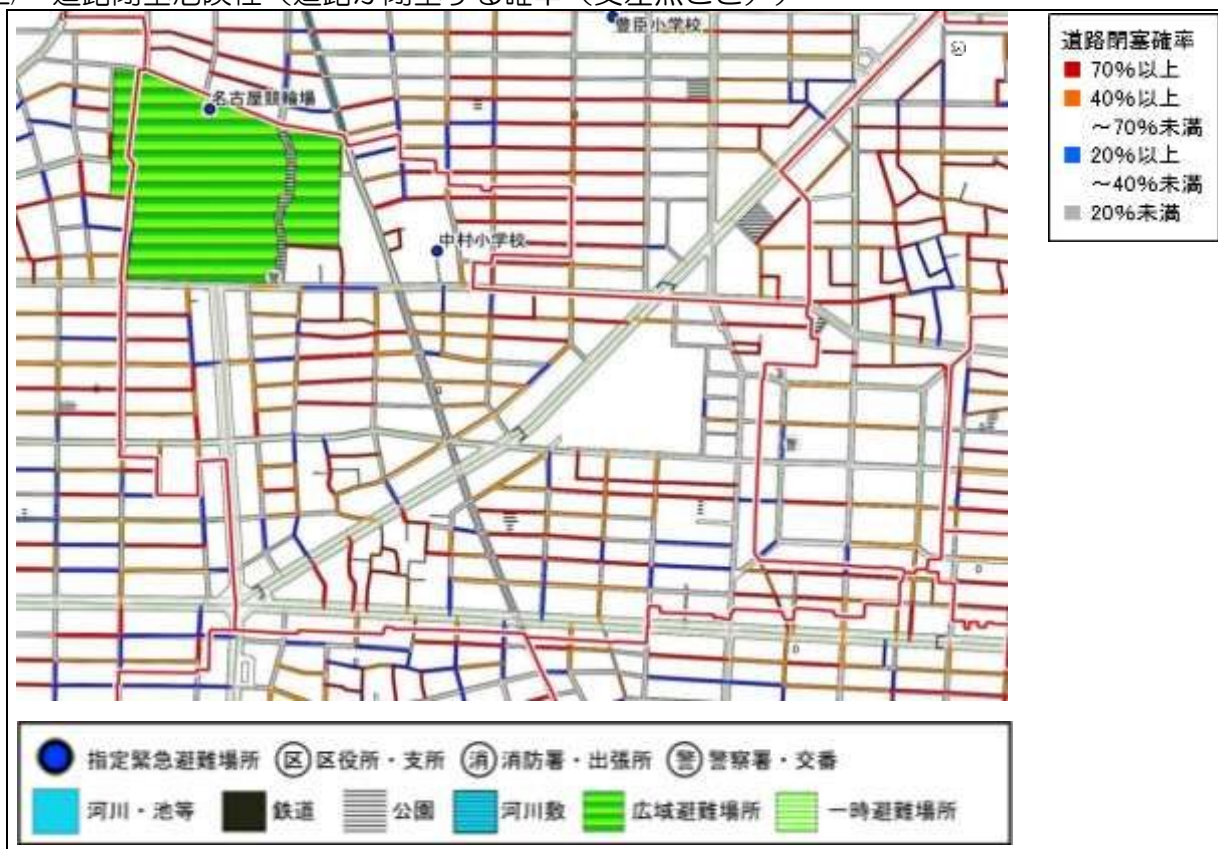 道路閉塞危険性（道路が閉塞する確率（交差点ごと））
豊臣小学校
名古屋競輪場
中村小学校
道路閉塞確率
70%以上
40%以上
～70%未満
20%以上
～40%未満
20%未満
指定緊急避難場所 区 区役所・支所 消 消防署・出張所 警 警察署・交番
河川・池等 鉄道 公園 河川敷 広域避難場所 一時避難場所